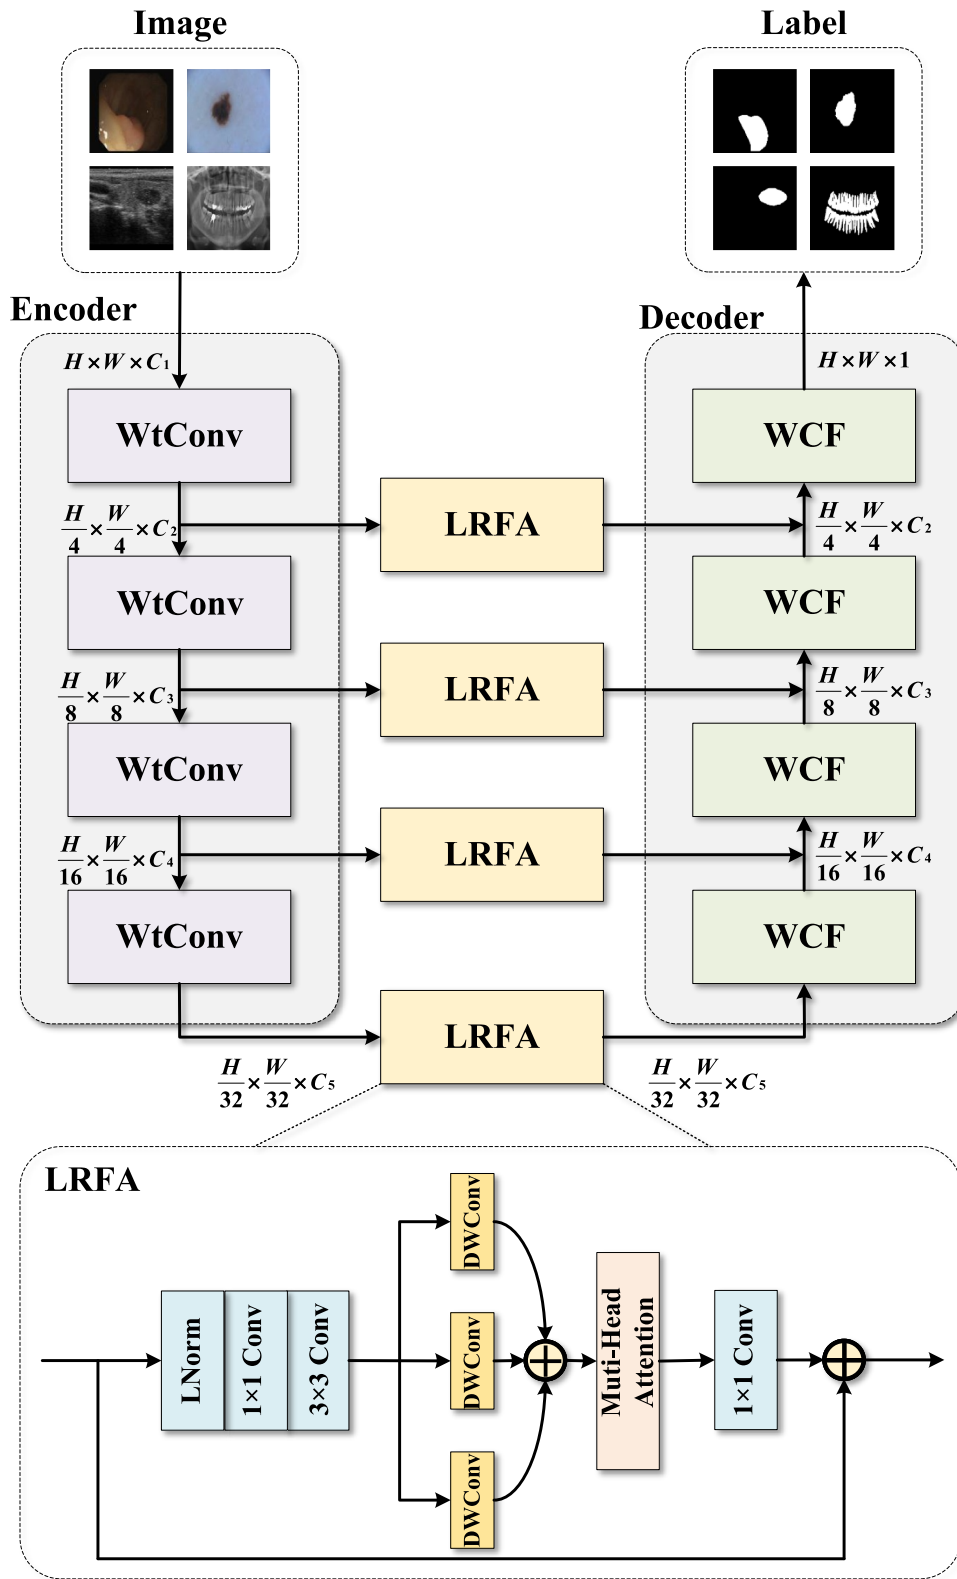 Image
Label
Encoder
Decoder
H×W×C₁
H×W×1
WtConv
WCF
H/4×W/4×C₂
LRFA
H/4×W/4×C₂
WtConv
WCF
H/8×W/8×C₃
LRFA
H/8×W/8×C₃
WtConv
WCF
H/16×W/16×C₄
LRFA
H/16×W/16×C₄
WtConv
WCF
LRFA
H/32×W/32×C₅
H/32×W/32×C₅
LRFA
LNorm
1×1 Conv
3×3 Conv
DWConv
DWConv
DWConv
Muti-Head
Attention
1×1 Conv